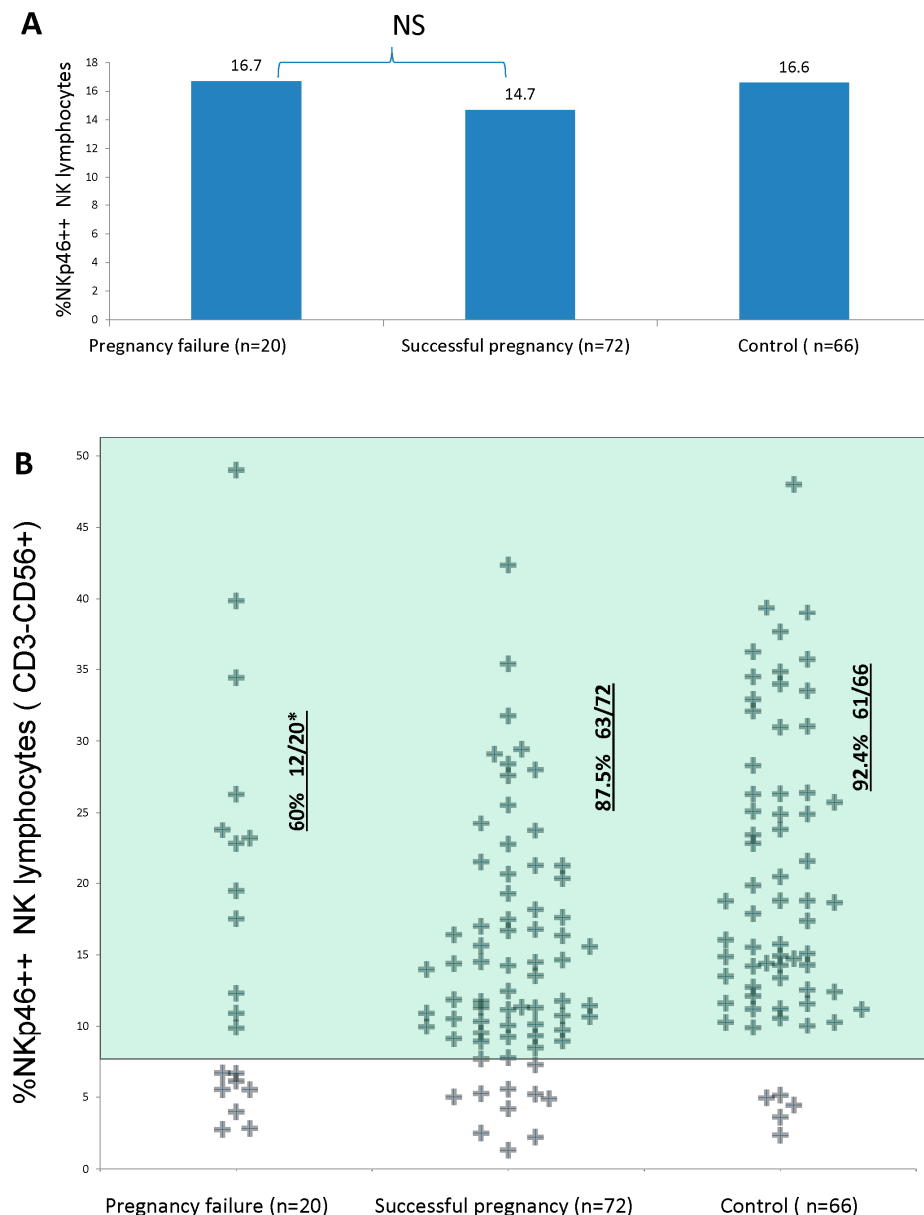 A
NS
%NKp46++ NK lymphocytes
18
16
14
12
10
8
6
4
2
0
16.7
14.7
16.6
Pregnancy failure (n=20)
Successful pregnancy (n=72)
Control ( n=66)
B
%NKp46++ NK lymphocytes ( CD3-CD56+)
50
45
40
35
30
25
20
15
10
5
0
60% 12/20*
87.5% 63/72
92.4% 61/66
Pregnancy failure (n=20)
Successful pregnancy (n=72)
Control ( n=66)